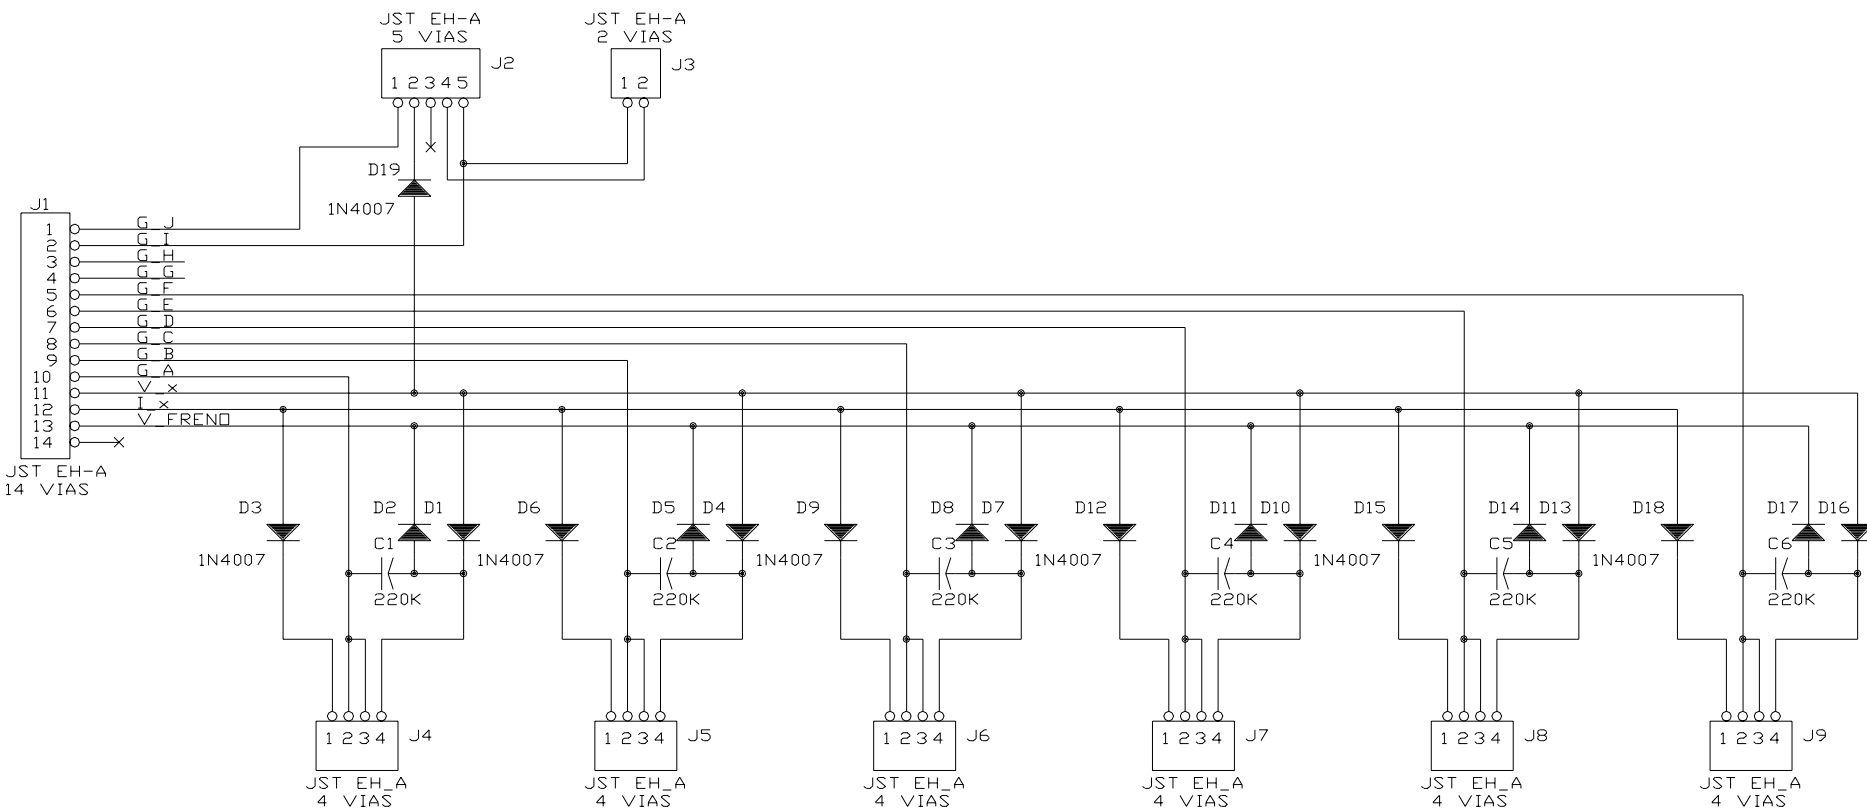 JST EH-A
5 VIAS
J2
1 2 3 4 5
JST EH-A
2 VIAS
J3
1 2
D19
1N4007
J1
1 G_J
2 G_I
3 G_H
4 G_G
5 G_F
6 G_E
7 G_D
8 G_C
9 G_B
10 G_A
11 V_x
12 I_x
13 V_FRENO
14
JST EH-A
14 VIAS
D3 D2 D1 D6 D5 D4 D9 D8 D7 D12 D11 D10 D15 D14 D13 D18 D17 D16
C1 C2 C3 C4 C5 C6
1N4007 1N4007 1N4007 1N4007 1N4007 1N4007
220K 220K 220K 220K 220K 220K
1 2 3 4 J4 1 2 3 4 J5 1 2 3 4 J6 1 2 3 4 J7 1 2 3 4 J8 1 2 3 4 J9
JST EH_A JST EH_A JST EH_A JST EH_A JST EH_A JST EH_A
4 VIAS 4 VIAS 4 VIAS 4 VIAS 4 VIAS 4 VIAS